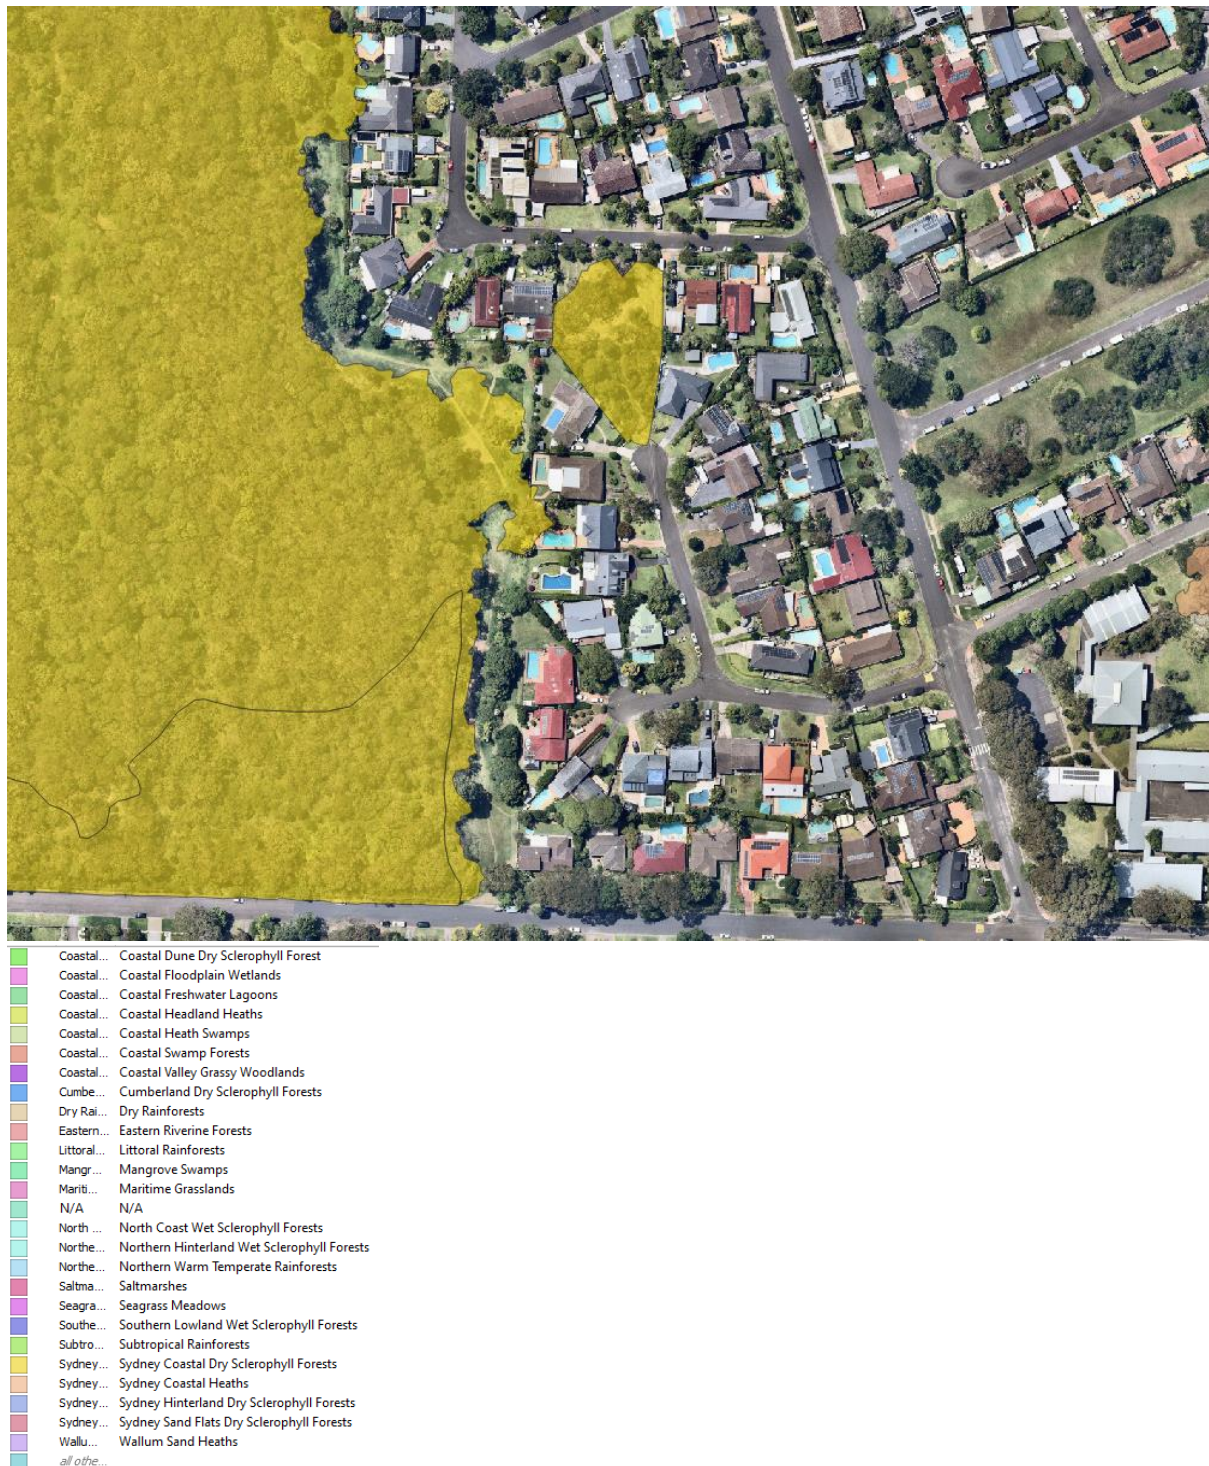 Coastal... Coastal Dune Dry Sclerophyll Forest
Coastal... Coastal Floodplain Wetlands
Coastal... Coastal Freshwater Lagoons
Coastal... Coastal Headland Heaths
Coastal... Coastal Heath Swamps
Coastal... Coastal Swamp Forests
Coastal... Coastal Valley Grassy Woodlands
Cumbe... Cumberland Dry Sclerophyll Forests
Dry Rai... Dry Rainforests
Eastern... Eastern Riverine Forests
Littoral... Littoral Rainforests
Mangr... Mangrove Swamps
Mariti... Maritime Grasslands
N/A N/A
North ... North Coast Wet Sclerophyll Forests
Northe... Northern Hinterland Wet Sclerophyll Forests
Northe... Northern Warm Temperate Rainforests
Saltma... Saltmarshes
Seagra... Seagrass Meadows
Southe... Southern Lowland Wet Sclerophyll Forests
Subtro... Subtropical Rainforests
Sydney... Sydney Coastal Dry Sclerophyll Forests
Sydney... Sydney Coastal Heaths
Sydney... Sydney Hinterland Dry Sclerophyll Forests
Sydney... Sydney Sand Flats Dry Sclerophyll Forests
Wallu... Wallum Sand Heaths
all othe...